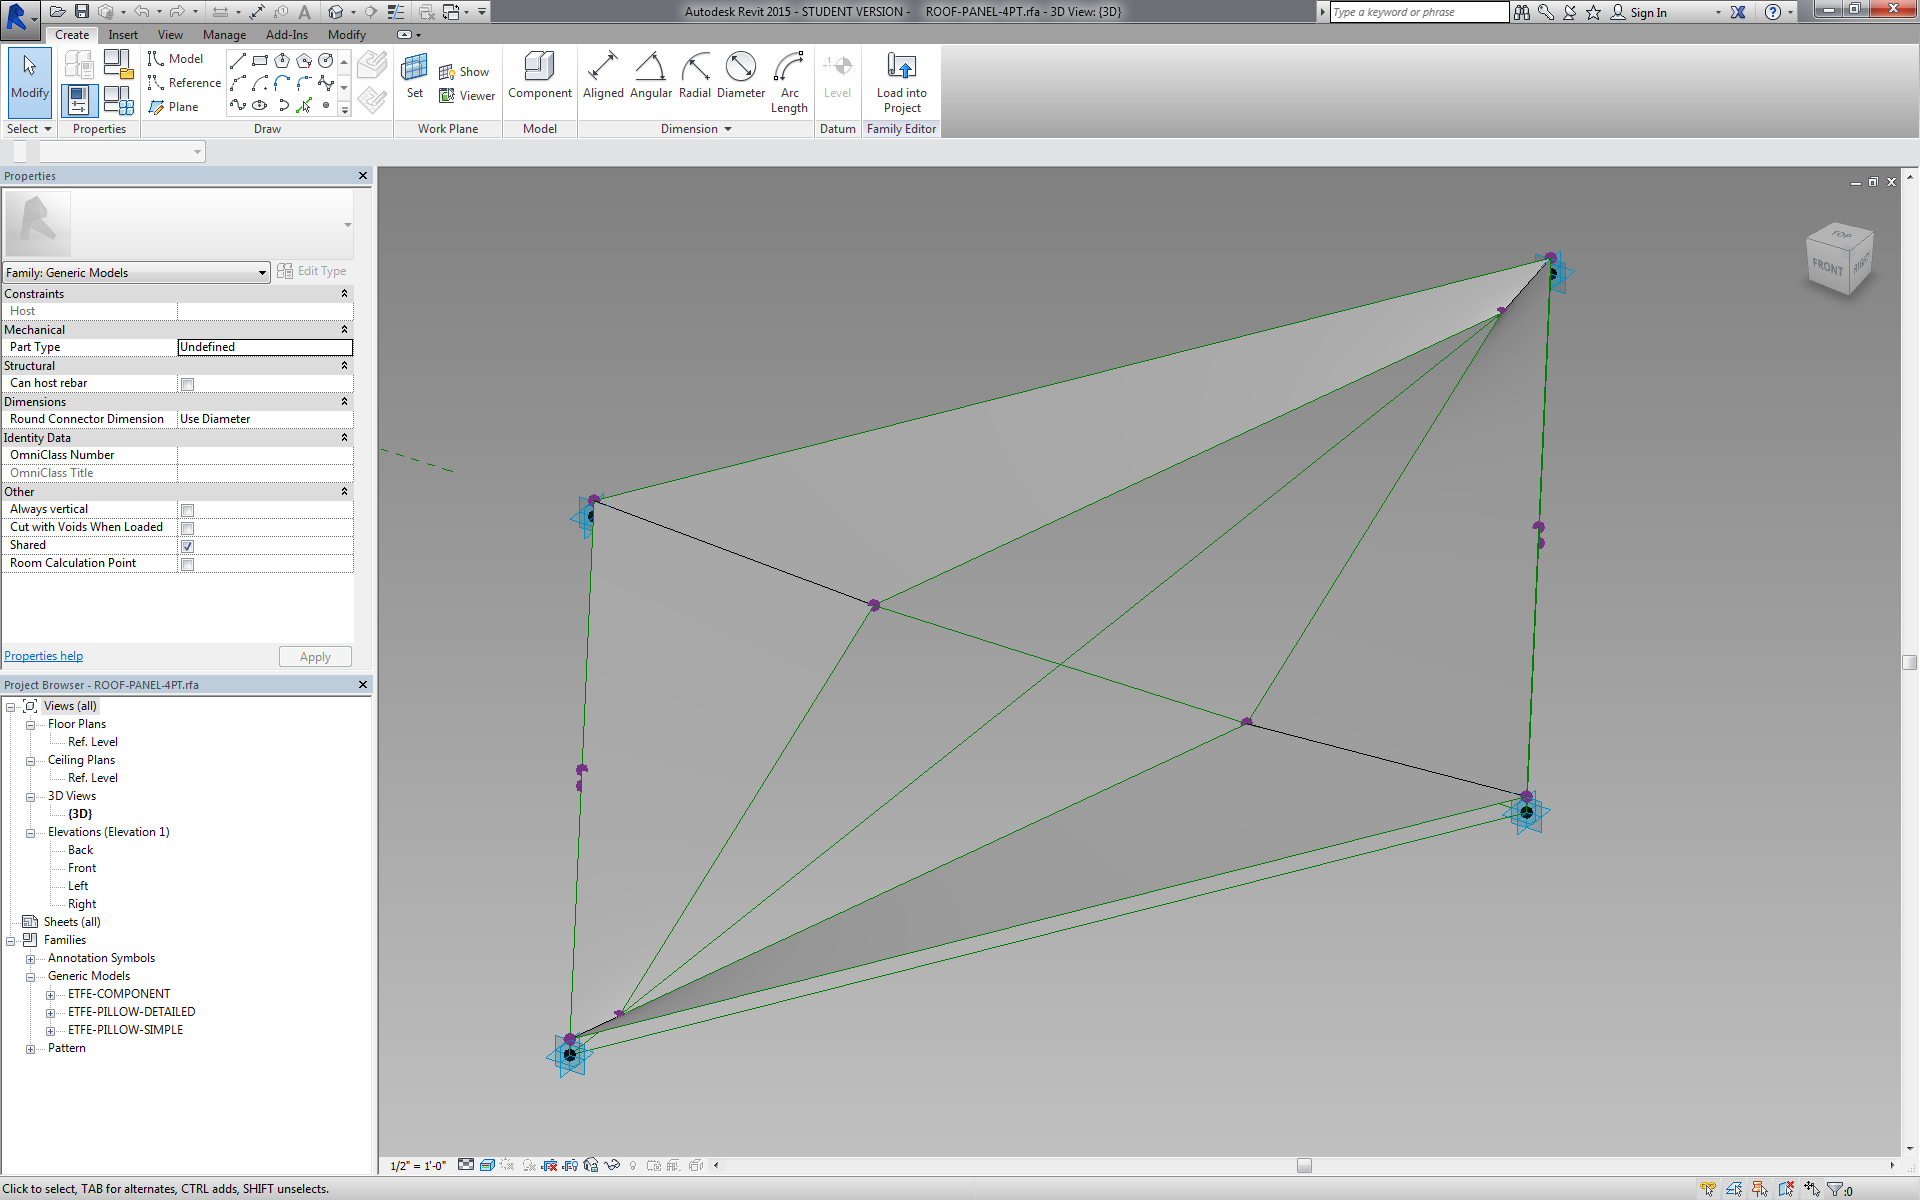 Autodesk Revit 2015 - STUDENT VERSION - ROOF-PANEL-4PT.rfa - 3D View: {3D}
Type a keyword or phrase
Sign In
Create Insert View Manage Add-Ins Modify
Modify
Select
Properties
Model
Reference
Plane
Draw
Set
Show
Viewer
Work Plane
Component
Model
Aligned Angular Radial Diameter Arc Length
Dimension
Level
Datum
Load into Project
Family Editor
Properties
Family: Generic Models
Edit Type
Constraints
Host
Mechanical
Part Type Undefined
Structural
Can host rebar
Dimensions
Round Connector Dimension Use Diameter
Identity Data
OmniClass Number
OmniClass Title
Other
Always vertical
Cut with Voids When Loaded
Shared
Room Calculation Point
Properties help
Apply
Project Browser - ROOF-PANEL-4PT.rfa
Views (all)
Floor Plans
Ref. Level
Ceiling Plans
Ref. Level
3D Views
{3D}
Elevations (Elevation 1)
Back
Front
Left
Right
Sheets (all)
Families
Annotation Symbols
Generic Models
ETFE-COMPONENT
ETFE-PILLOW-DETAILED
ETFE-PILLOW-SIMPLE
Pattern
TOP
FRONT
RIGHT
1/2" = 1'-0"
Click to select, TAB for alternates, CTRL adds, SHIFT unselects.
:0